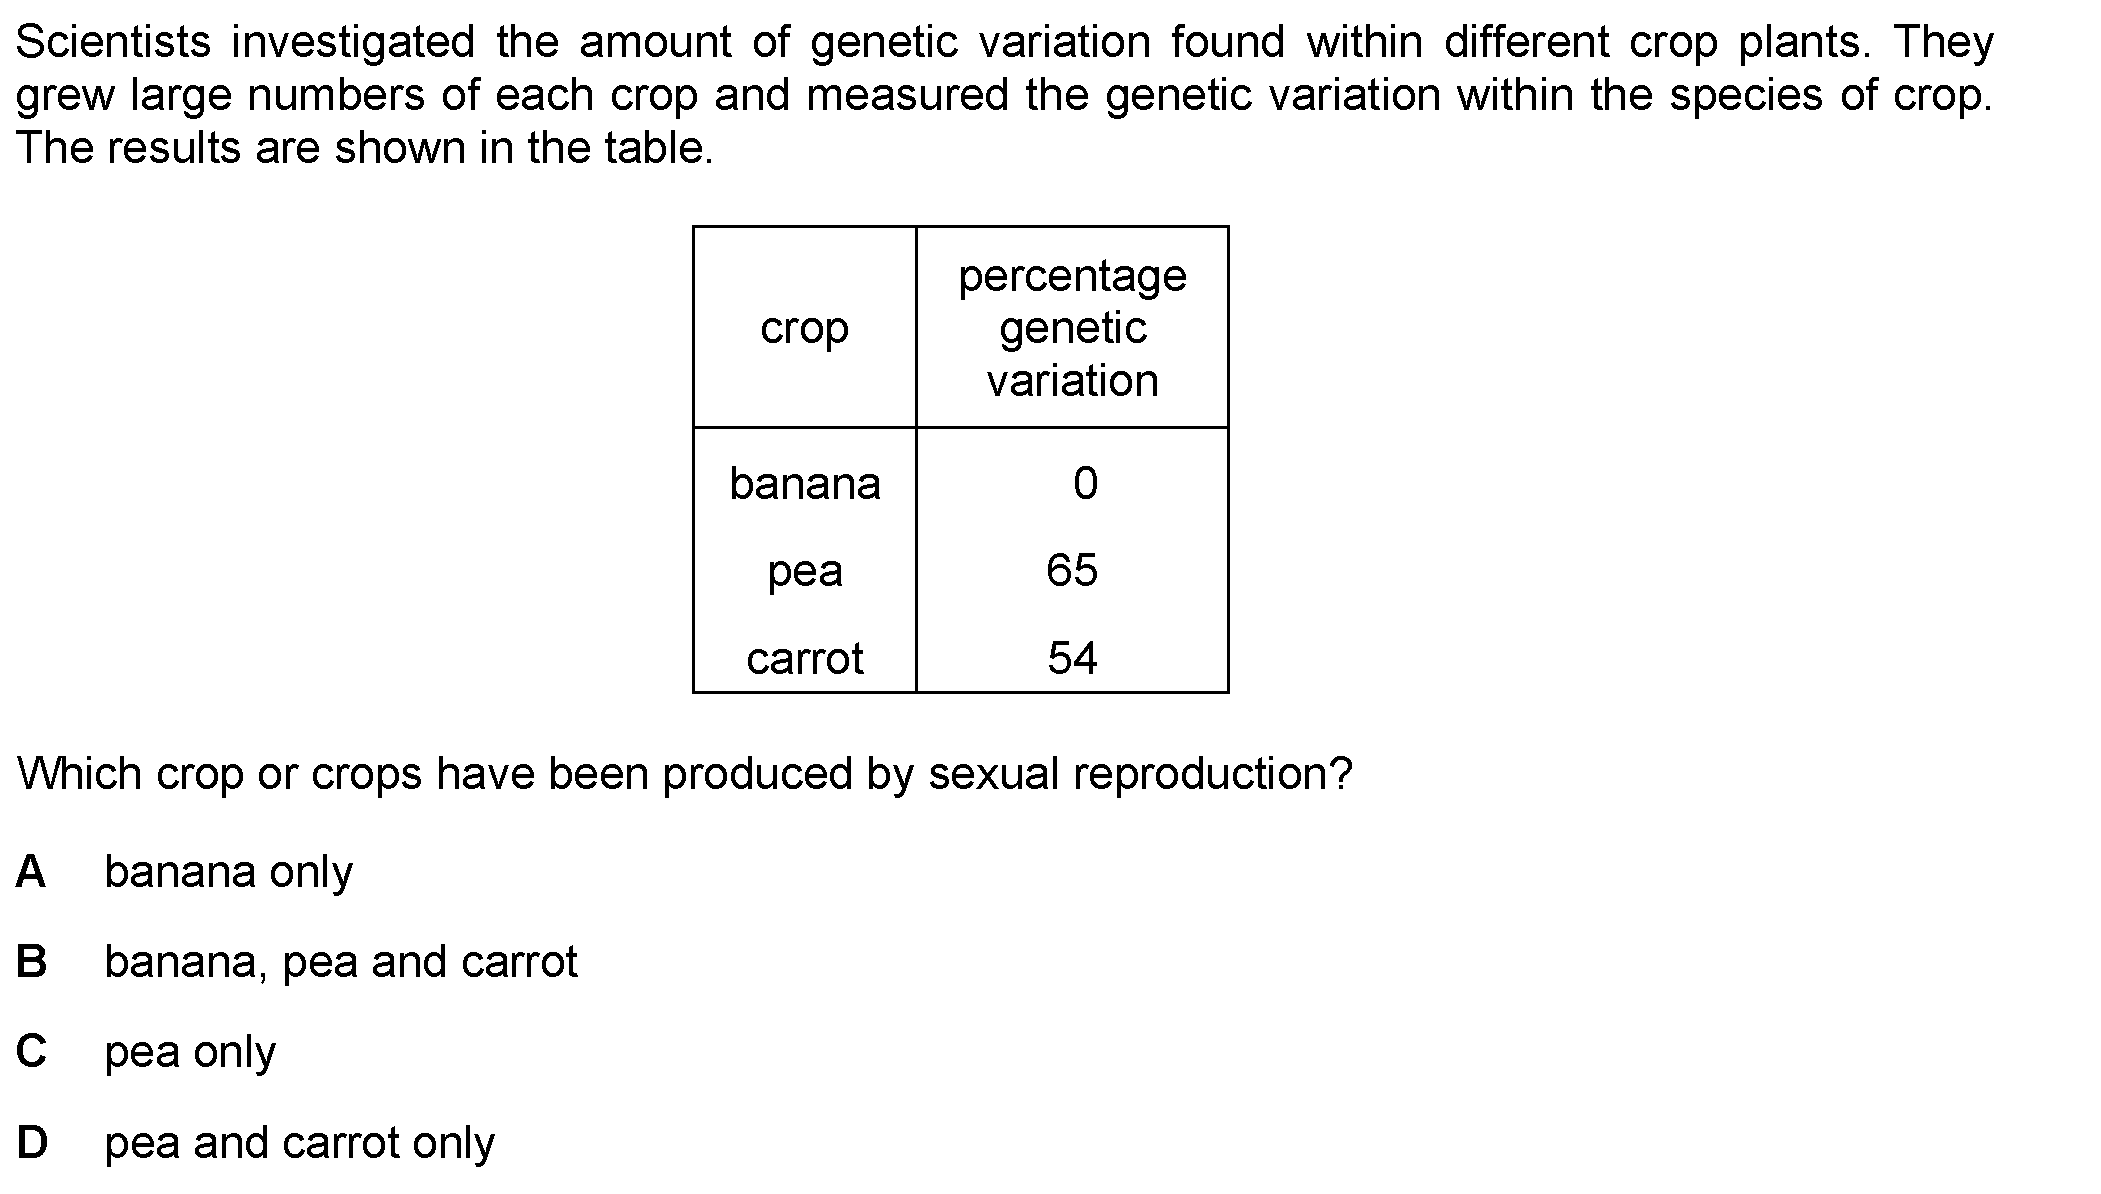 Scientists investigated the amount of genetic variation found within different crop plants. They
grew large numbers of each crop and measured the genetic variation within the species of crop.
The results are shown in the table.
crop
percentage
genetic
variation
banana 0
pea 65
carrot 54
Which crop or crops have been produced by sexual reproduction?
A banana only
B banana, pea and carrot
C pea only
D pea and carrot only